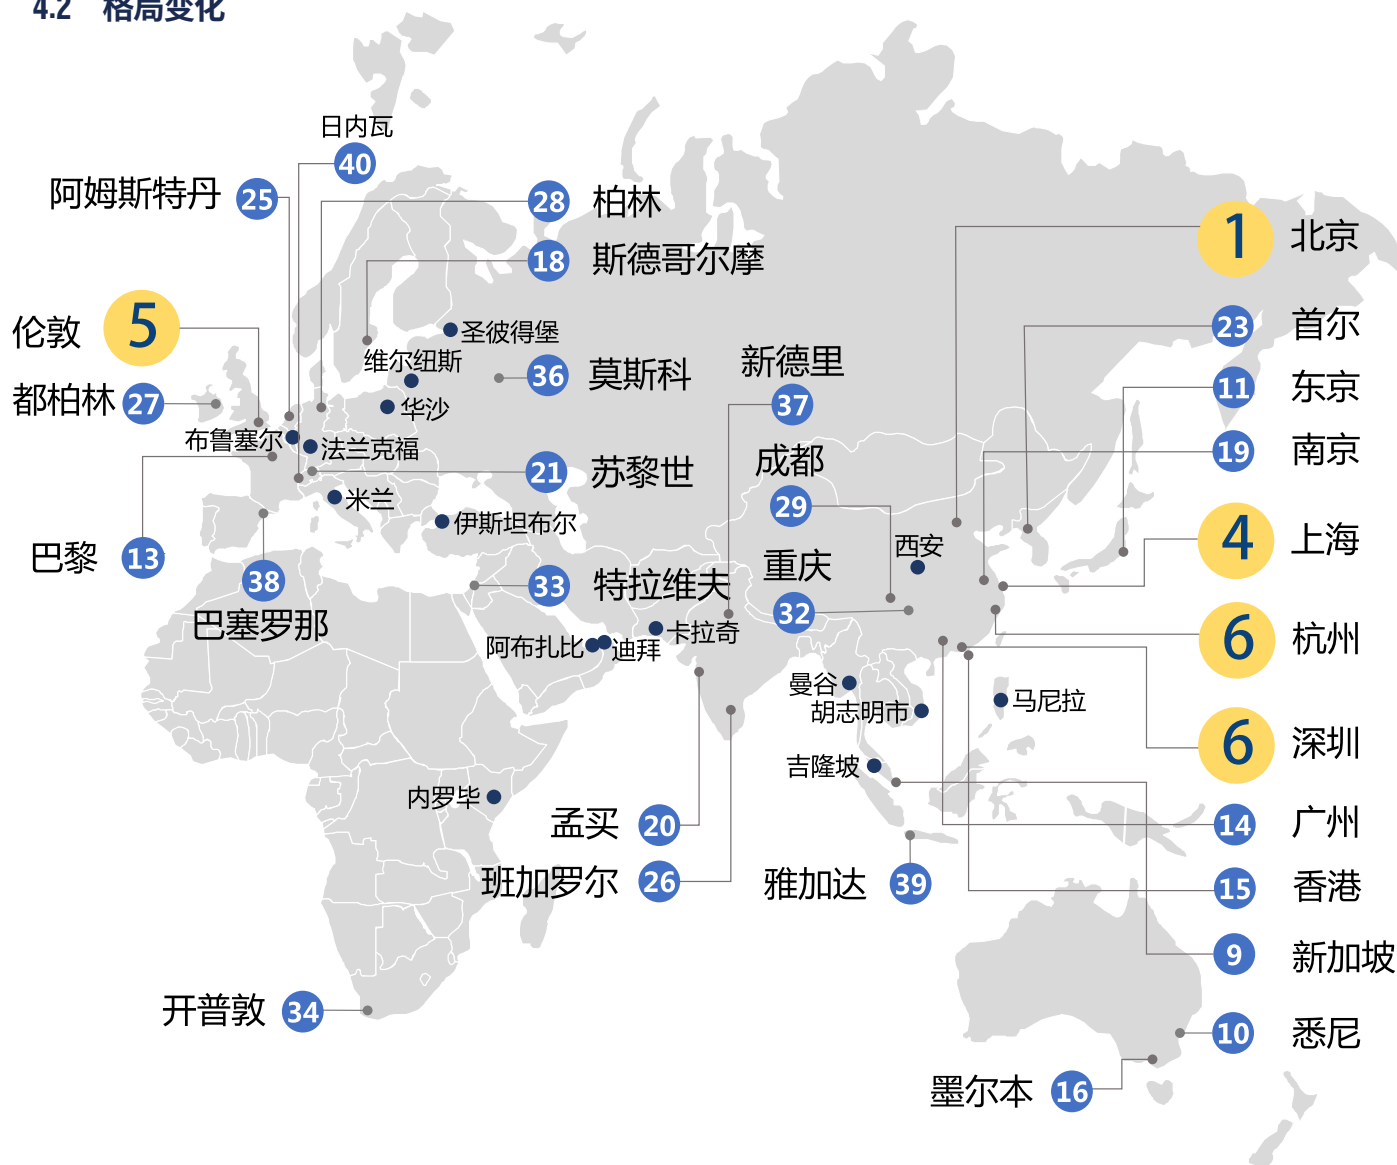 4.2 格局变化
日内瓦
40
阿姆斯特丹 25
28 柏林
18 斯德哥尔摩
1 北京
伦敦 5
圣彼得堡
23 首尔
维尔纽斯
36 莫斯科
新德里
37
11 东京
都柏林 27
华沙
布鲁塞尔
法兰克福
19 南京
成都
29
21 苏黎世
米兰
伊斯坦布尔
4 上海
西安
巴黎 13
38
巴塞罗那
33 特拉维夫
重庆
32
卡拉奇
阿布扎比
迪拜
6 杭州
曼谷
胡志明市
马尼拉
6 深圳
吉隆坡
内罗毕
孟买 20
14 广州
班加罗尔 26
雅加达 39
15 香港
9 新加坡
开普敦 34
10 悉尼
墨尔本 16